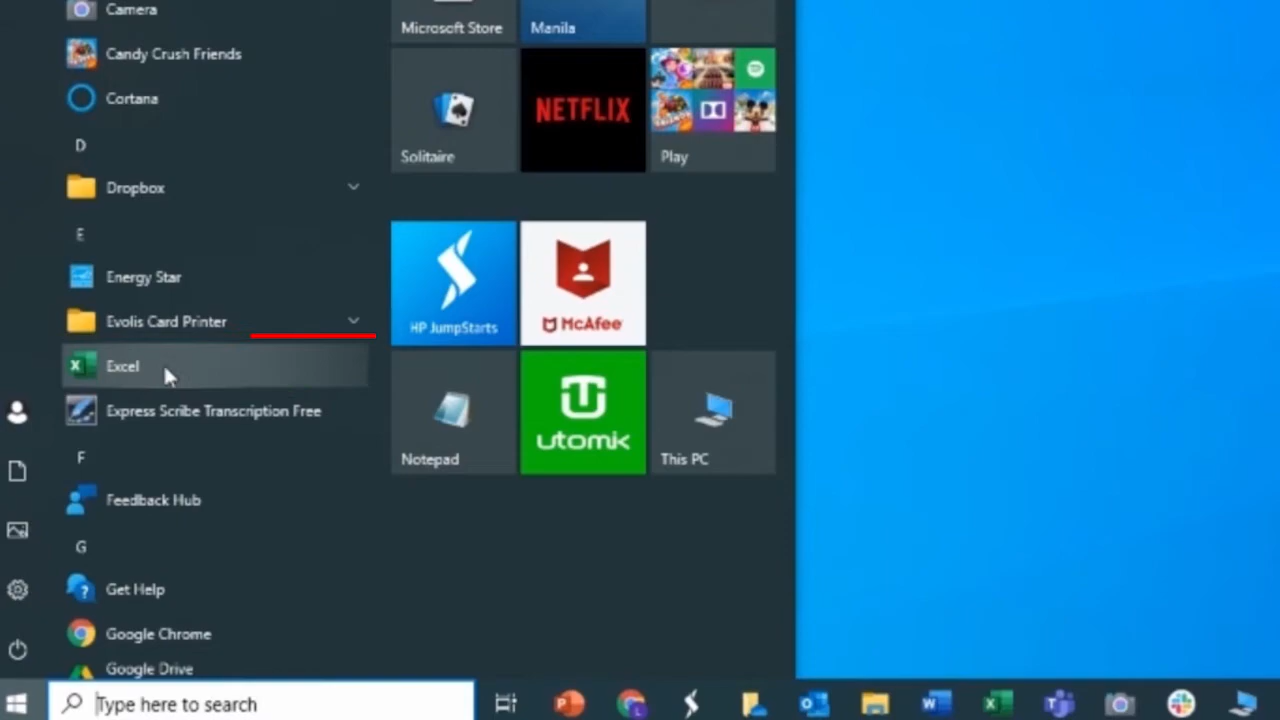 Camera
Candy Crush Friends
Cortana
D
Dropbox
E
Energy Star
Evolis Card Printer
Excel
Express Scribe Transcription Free
F
Feedback Hub
G
Get Help
Google Chrome
Google Drive
Microsoft Store
Manila
Solitaire
NETFLIX
Play
HP JumpStarts
McAfee
Notepad
utomik
This PC
Type here to search